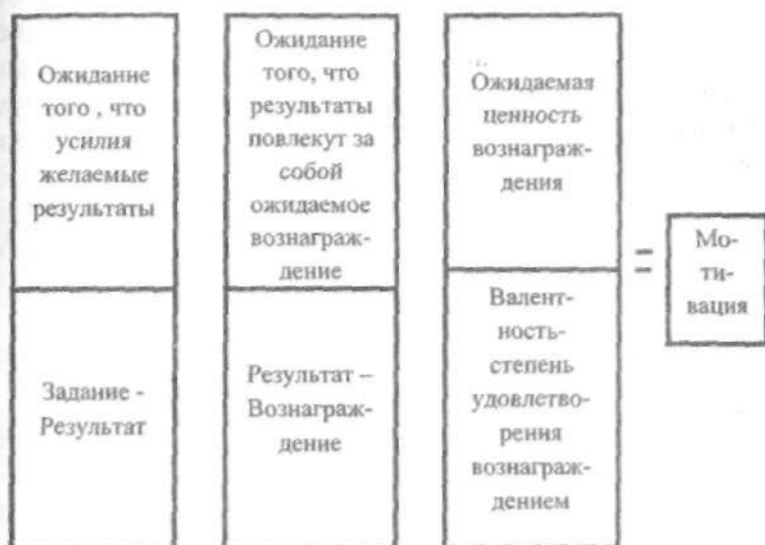 Ожидание
того , что
усилия
желаемые
результаты
Задание -
Результат
Ожидание
того, что
результаты
повлекут за
собой
ожидаемое
вознаграж-
дение
Результат –
Вознаграж-
дение
Ожидаемая
ценность
вознаграж-
дения
Валент-
ность-
степень
удовлетво-
рения
вознаграж-
дением
=
Мо-
ти-
вация